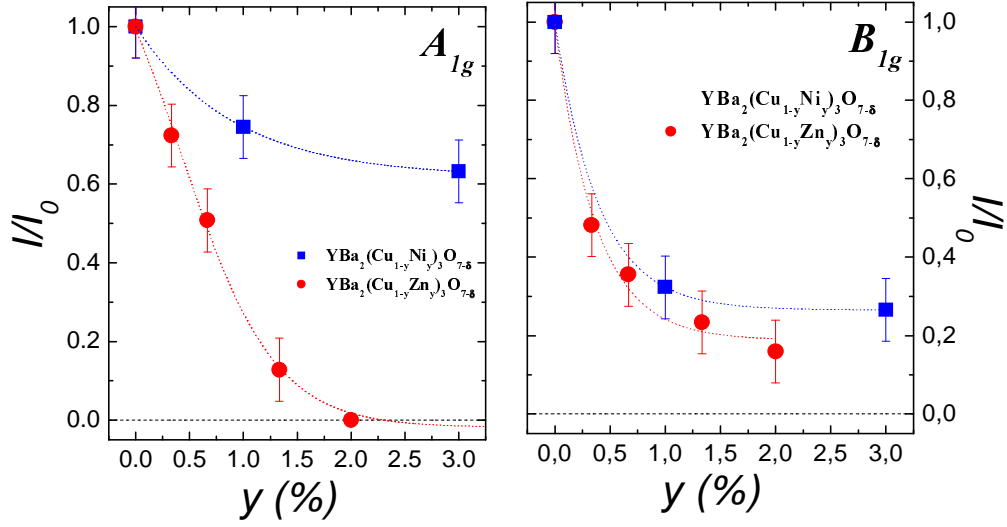 A1g
1.0
0.8
0.6
0.4
0.2
0.0
I/I0
YBa2(Cu1-yNiy)3O7-δ
YBa2(Cu1-yZny)3O7-δ
0.0 0.5 1.0 1.5 2.0 2.5 3.0
y (%)
B1g
1,0
0,8
0,6
0,4
0,2
0,0
I/I0
YBa2(Cu1-yNiy)3O7-δ
YBa2(Cu1-yZny)3O7-δ
0,0 0,5 1,0 1,5 2,0 2,5 3,0
y (%)